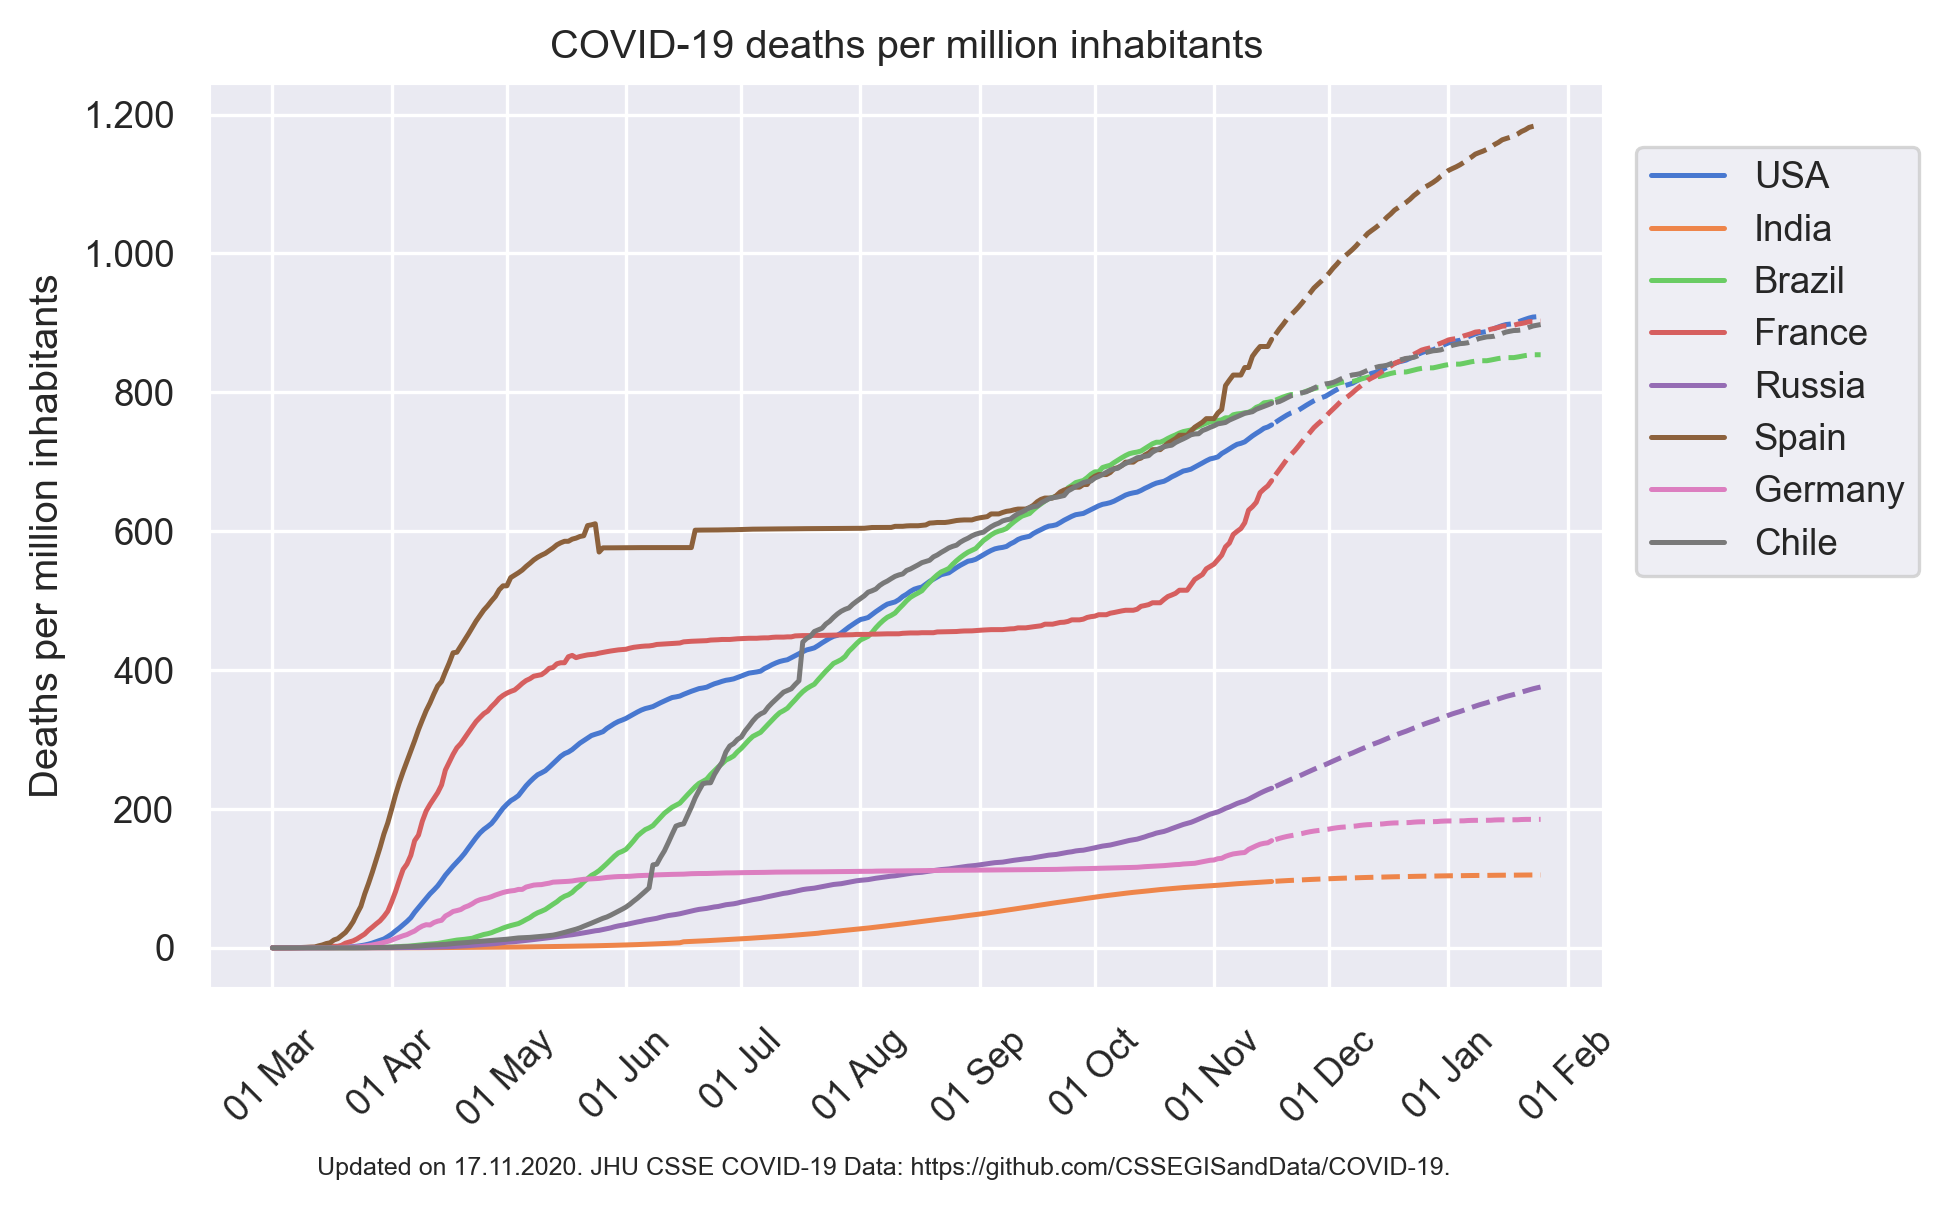 COVID-19 deaths per million inhabitants
1.200
1.000
800
600
400
200
0
Deaths per million inhabitants
USA
India
Brazil
France
Russia
Spain
Germany
Chile
01 Mar
01 Apr
01 May
01 Jun
01 Jul
01 Aug
01 Sep
01 Oct
01 Nov
01 Dec
01 Jan
01 Feb
Updated on 17.11.2020. JHU CSSE COVID-19 Data: https://github.com/CSSEGISandData/COVID-19.